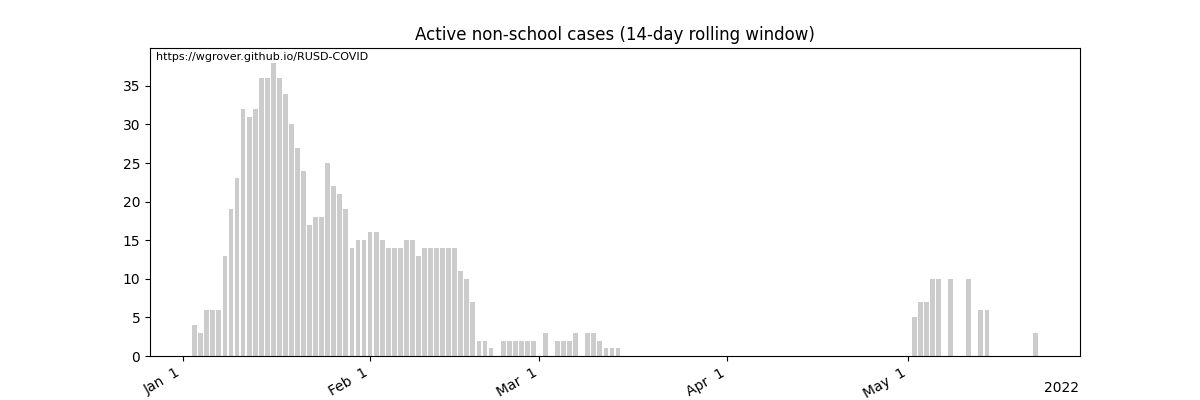 Active non-school cases (14-day rolling window)
https://wgrover.github.io/RUSD-COVID
35
30
25
20
15
10
5
0
Jan 1
Feb 1
Mar 1
Apr 1
May 1
2022